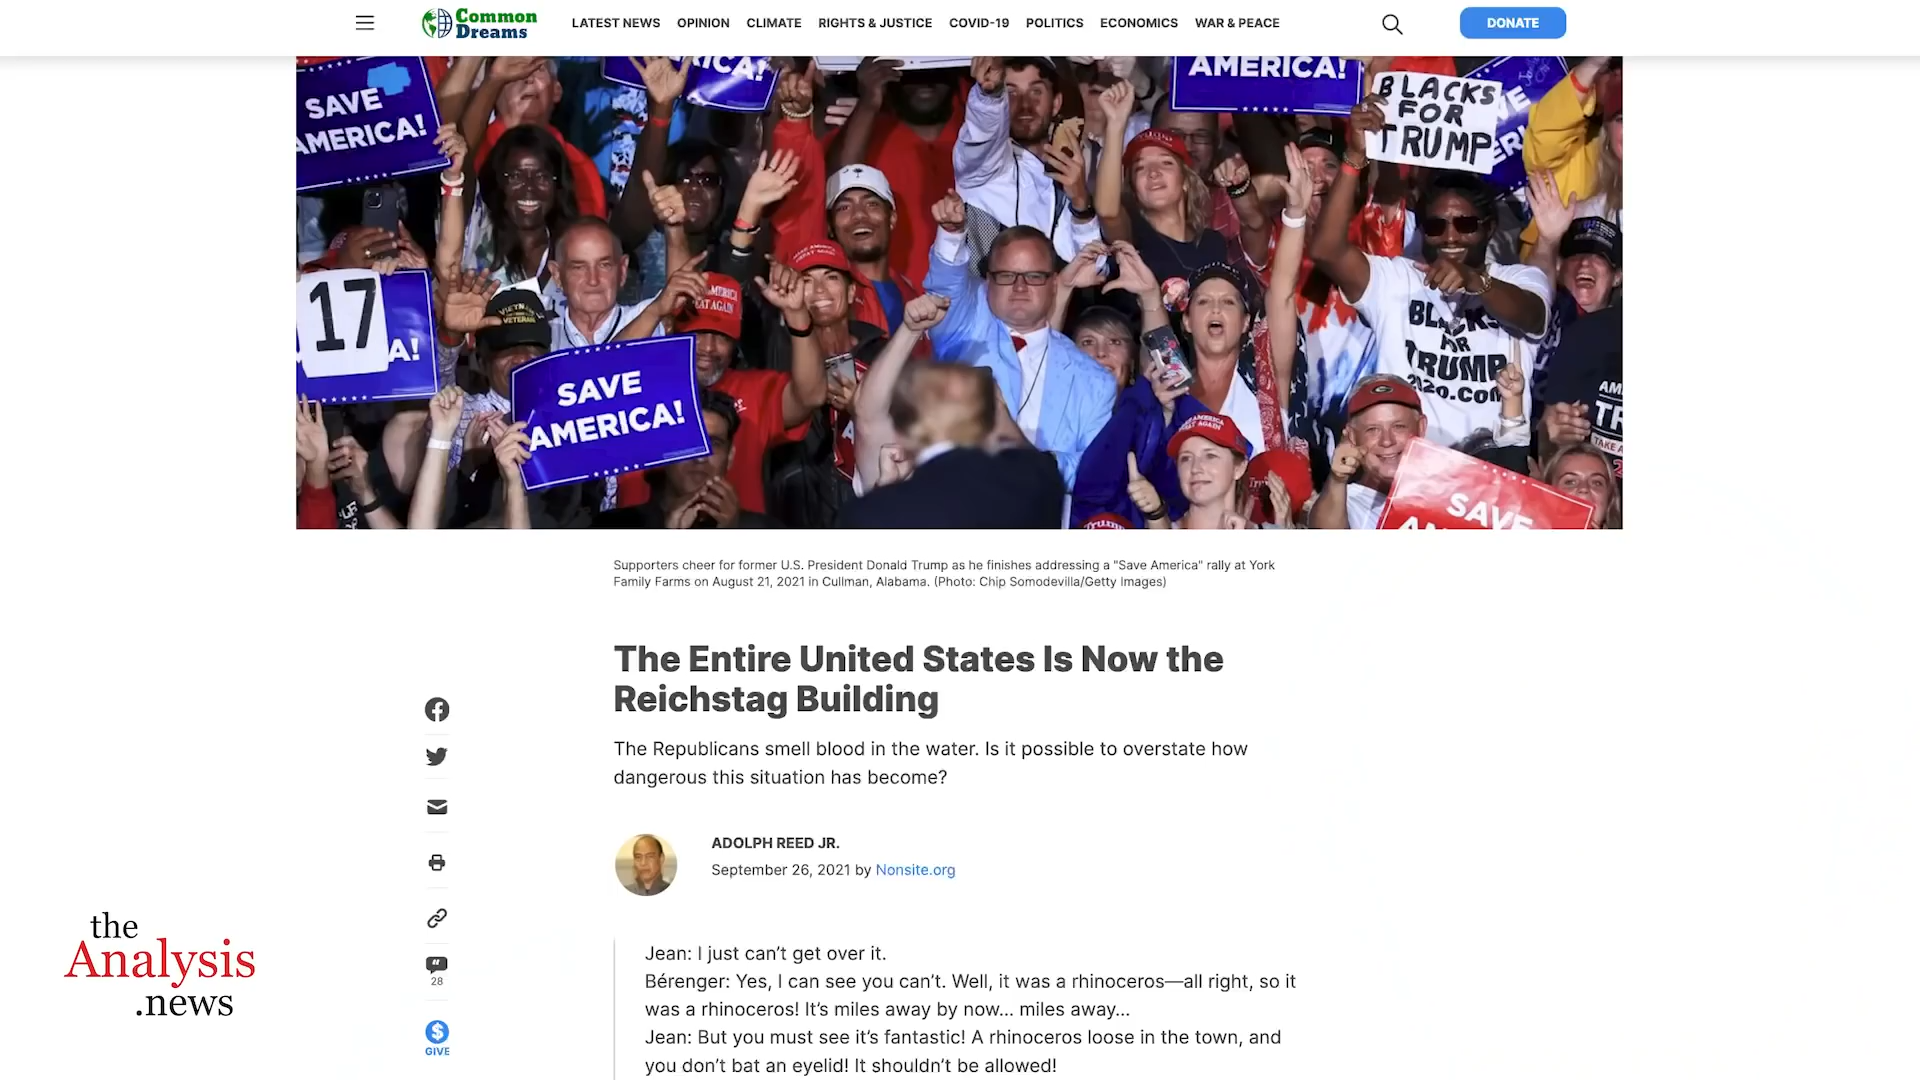 Common
Dreams
LATEST NEWS OPINION CLIMATE RIGHTS & JUSTICE COVID-19 POLITICS ECONOMICS WAR & PEACE
DONATE
SAVE
AMERICA!
AMERICA!
BLACKS
FOR
TRUMP
17
A!
VIETNAM
VETERAN
SAVE
AMERICA!
BLACKS
FOR
TRUMP
2020.COM
Trump
SAVE
Supporters cheer for former U.S. President Donald Trump as he finishes addressing a "Save America" rally at York
Family Farms on August 21, 2021 in Cullman, Alabama. (Photo: Chip Somodevilla/Getty Images)
The Entire United States Is Now the
Reichstag Building
The Republicans smell blood in the water. Is it possible to overstate how
dangerous this situation has become?
ADOLPH REED JR.
September 26, 2021 by Nonsite.org
28
GIVE
Jean: I just can’t get over it.
Bérenger: Yes, I can see you can’t. Well, it was a rhinoceros—all right, so it
was a rhinoceros! It’s miles away by now... miles away...
Jean: But you must see it’s fantastic! A rhinoceros loose in the town, and
you don’t bat an eyelid! It shouldn’t be allowed!
the
Analysis
.news